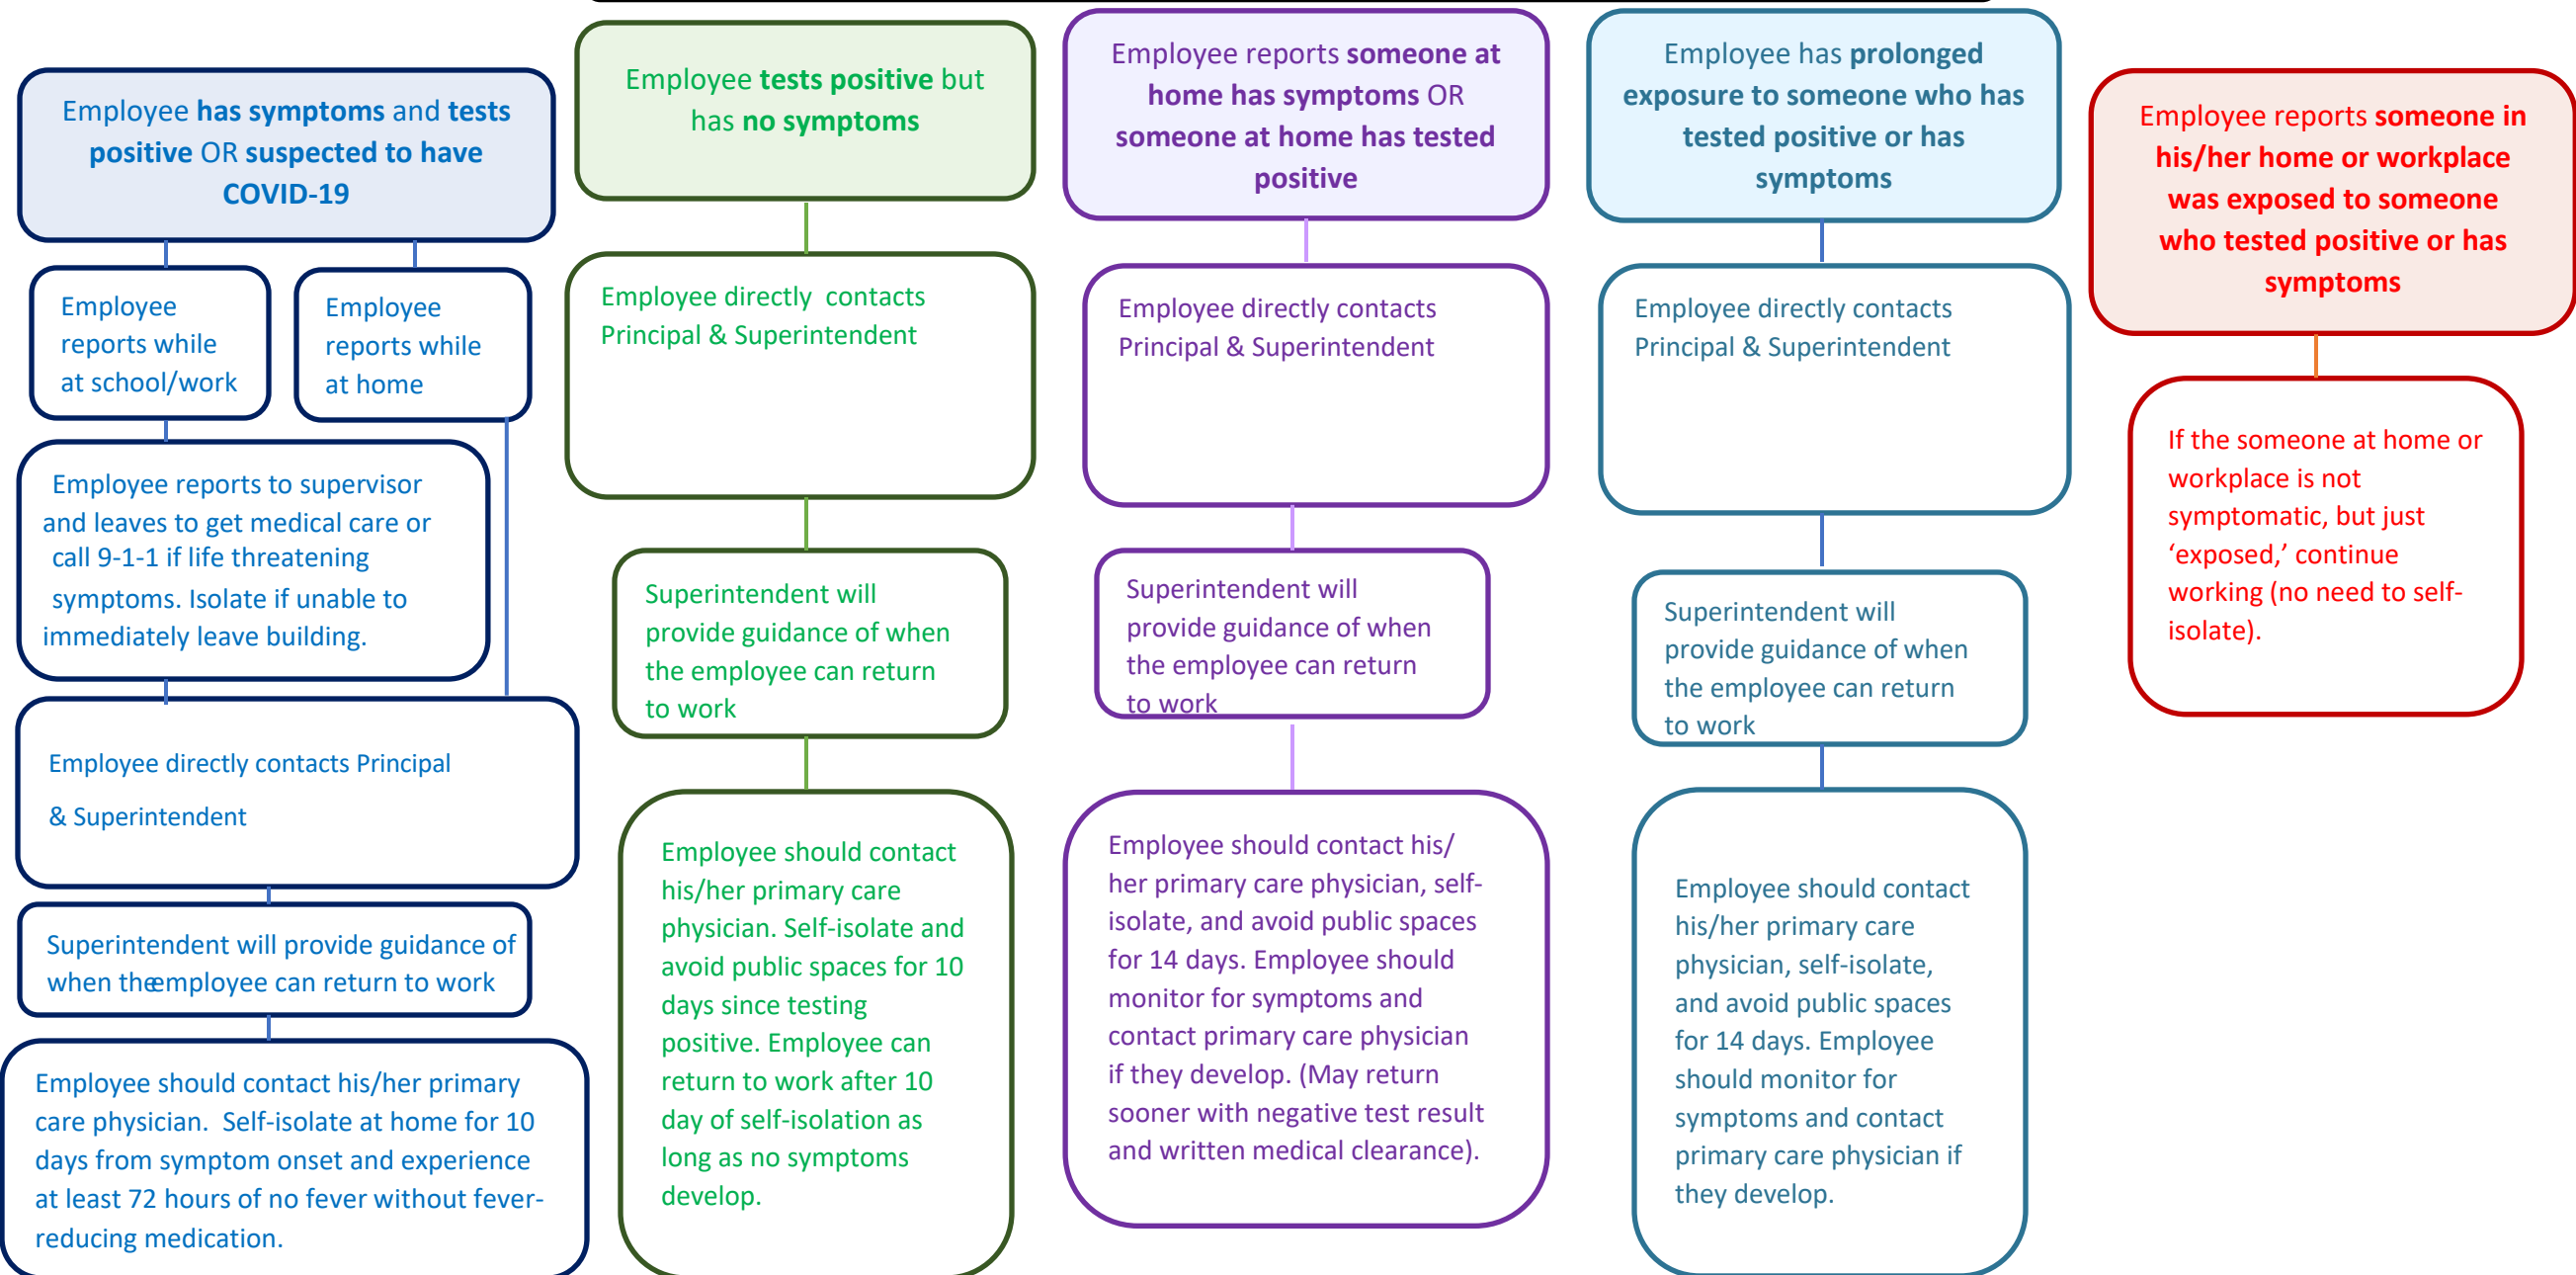 Employee has symptoms and tests
positive OR suspected to have
COVID-19
Employee
reports while
at school/work
Employee
reports while
at home
Employee reports to supervisor
and leaves to get medical care or
call 9-1-1 if life threatening
symptoms. Isolate if unable to
immediately leave building.
Employee directly contacts Principal
& Superintendent
Superintendent will provide guidance of
when the employee can return to work
Employee should contact his/her primary
care physician. Self-isolate at home for 10
days from symptom onset and experience
at least 72 hours of no fever without fever-
reducing medication.
Employee tests positive but
has no symptoms
Employee directly contacts
Principal & Superintendent
Superintendent will
provide guidance of when
the employee can return
to work
Employee should contact
his/her primary care
physician. Self-isolate and
avoid public spaces for 10
days since testing
positive. Employee can
return to work after 10
day of self-isolation as
long as no symptoms
develop.
Employee reports someone at
home has symptoms OR
someone at home has tested
positive
Employee directly contacts
Principal & Superintendent
Superintendent will
provide guidance of when
the employee can return
to work
Employee should contact his/
her primary care physician, self-
isolate, and avoid public spaces
for 14 days. Employee should
monitor for symptoms and
contact primary care physician
if they develop. (May return
sooner with negative test result
and written medical clearance).
Employee has prolonged
exposure to someone who has
tested positive or has
symptoms
Employee directly contacts
Principal & Superintendent
Superintendent will
provide guidance of when
the employee can return
to work
Employee should contact
his/her primary care
physician, self-isolate,
and avoid public spaces
for 14 days. Employee
should monitor for
symptoms and contact
primary care physician if
they develop.
Employee reports someone in
his/her home or workplace
was exposed to someone
who tested positive or has
symptoms
If the someone at home or
workplace is not
symptomatic, but just
‘exposed,’ continue
working (no need to self-
isolate).